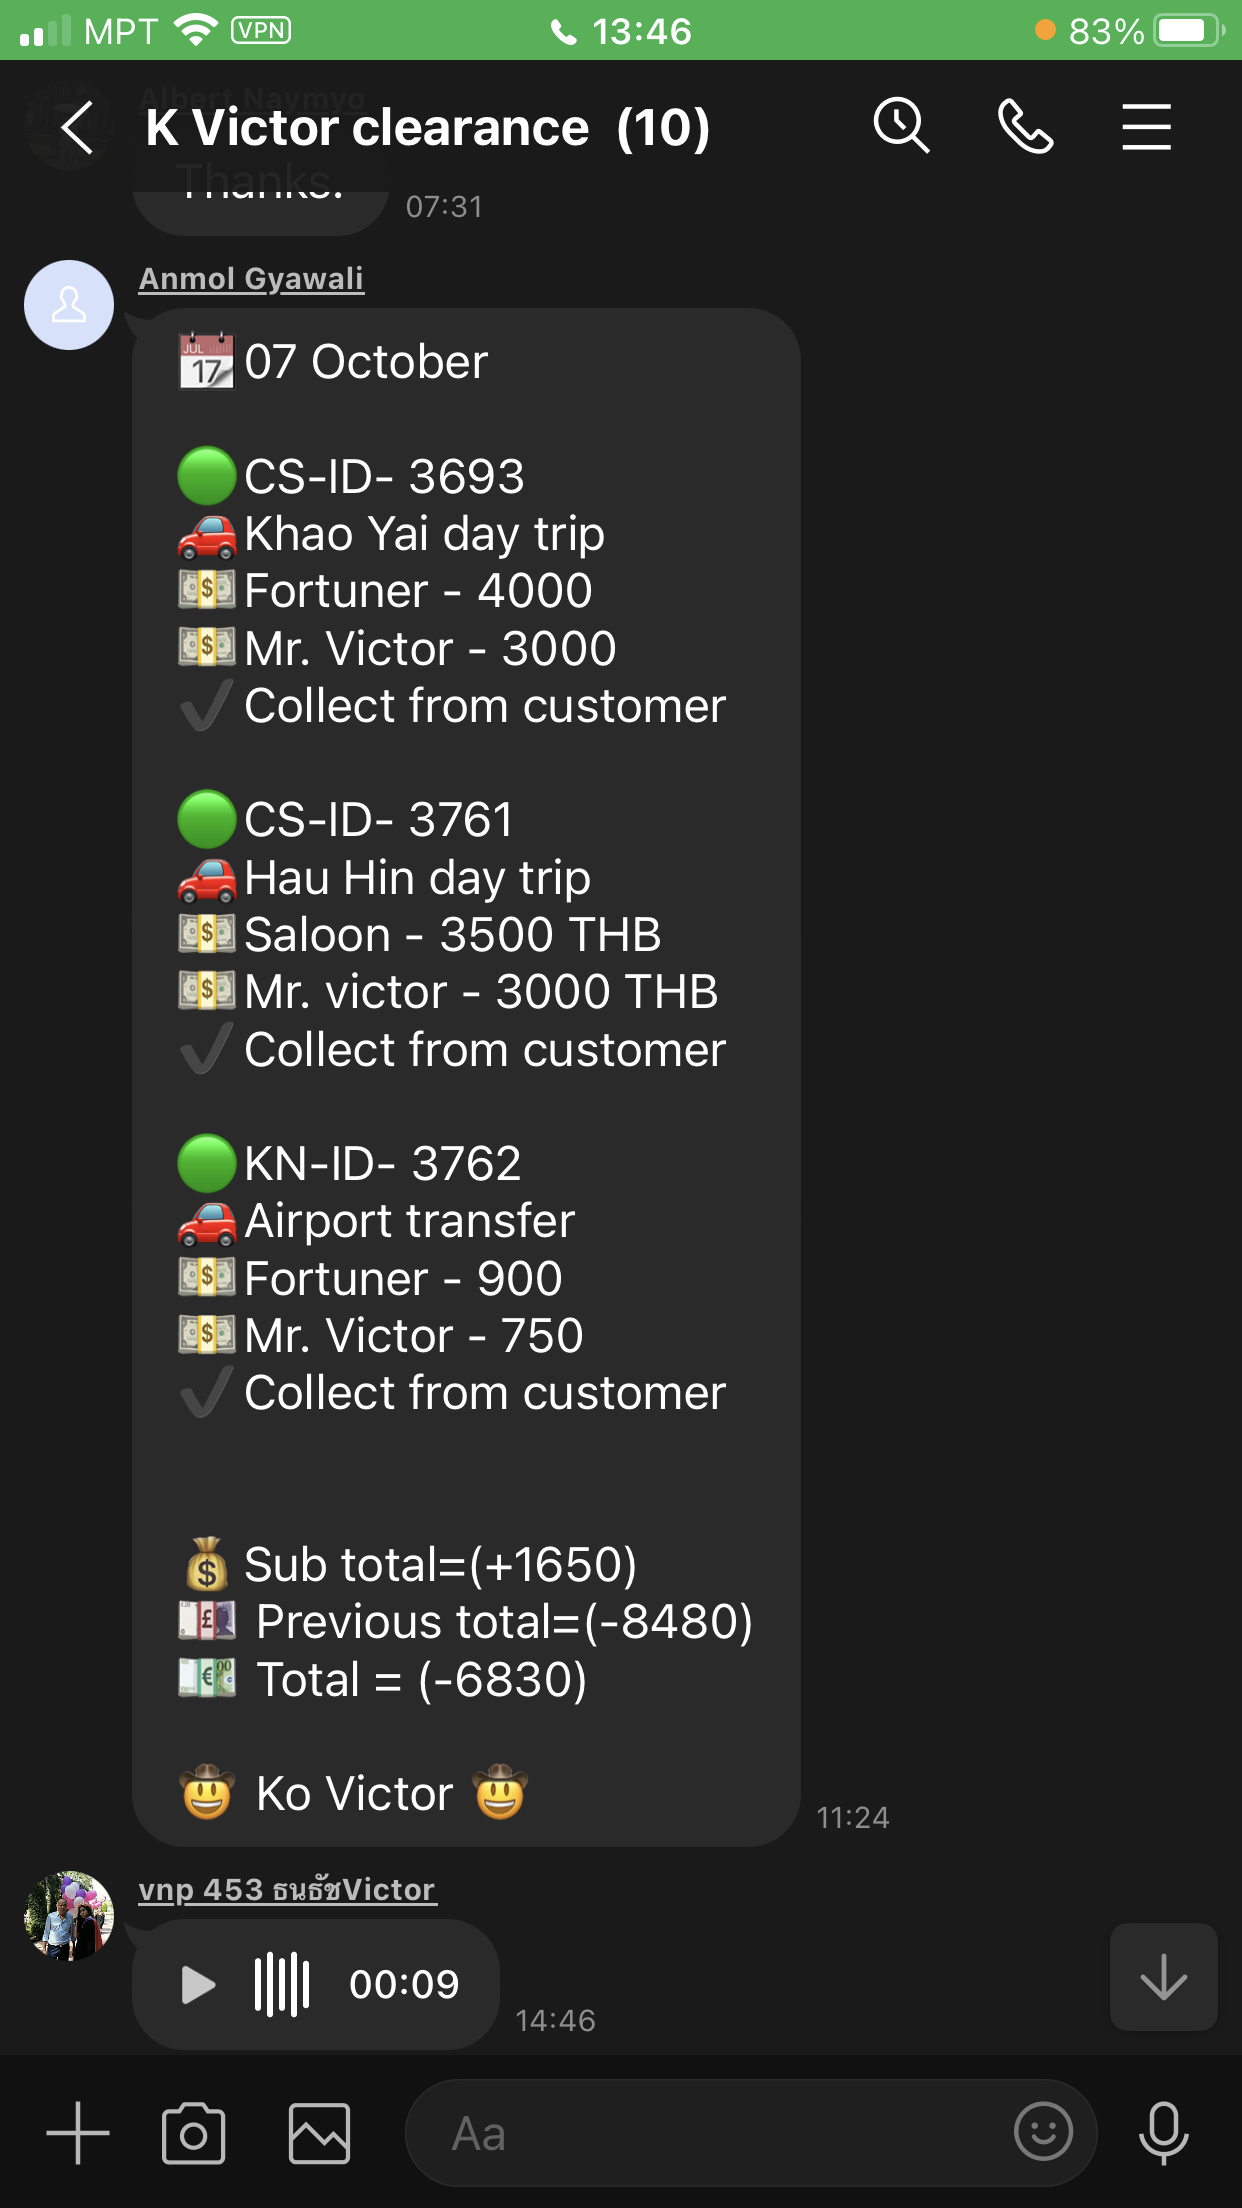 MPT VPN 13:46 83%
Albert Naymyo
K Victor clearance (10)
Thanks.
07:31
Anmol Gyawali
JUL 17 07 October
CS-ID- 3693
Khao Yai day trip
Fortuner - 4000
Mr. Victor - 3000
Collect from customer
CS-ID- 3761
Hau Hin day trip
Saloon - 3500 THB
Mr. victor - 3000 THB
Collect from customer
KN-ID- 3762
Airport transfer
Fortuner - 900
Mr. Victor - 750
Collect from customer
Sub total=(+1650)
Previous total=(-8480)
Total = (-6830)
Ko Victor
11:24
vnp 453 ธนธัชVictor
00:09
14:46
Aa